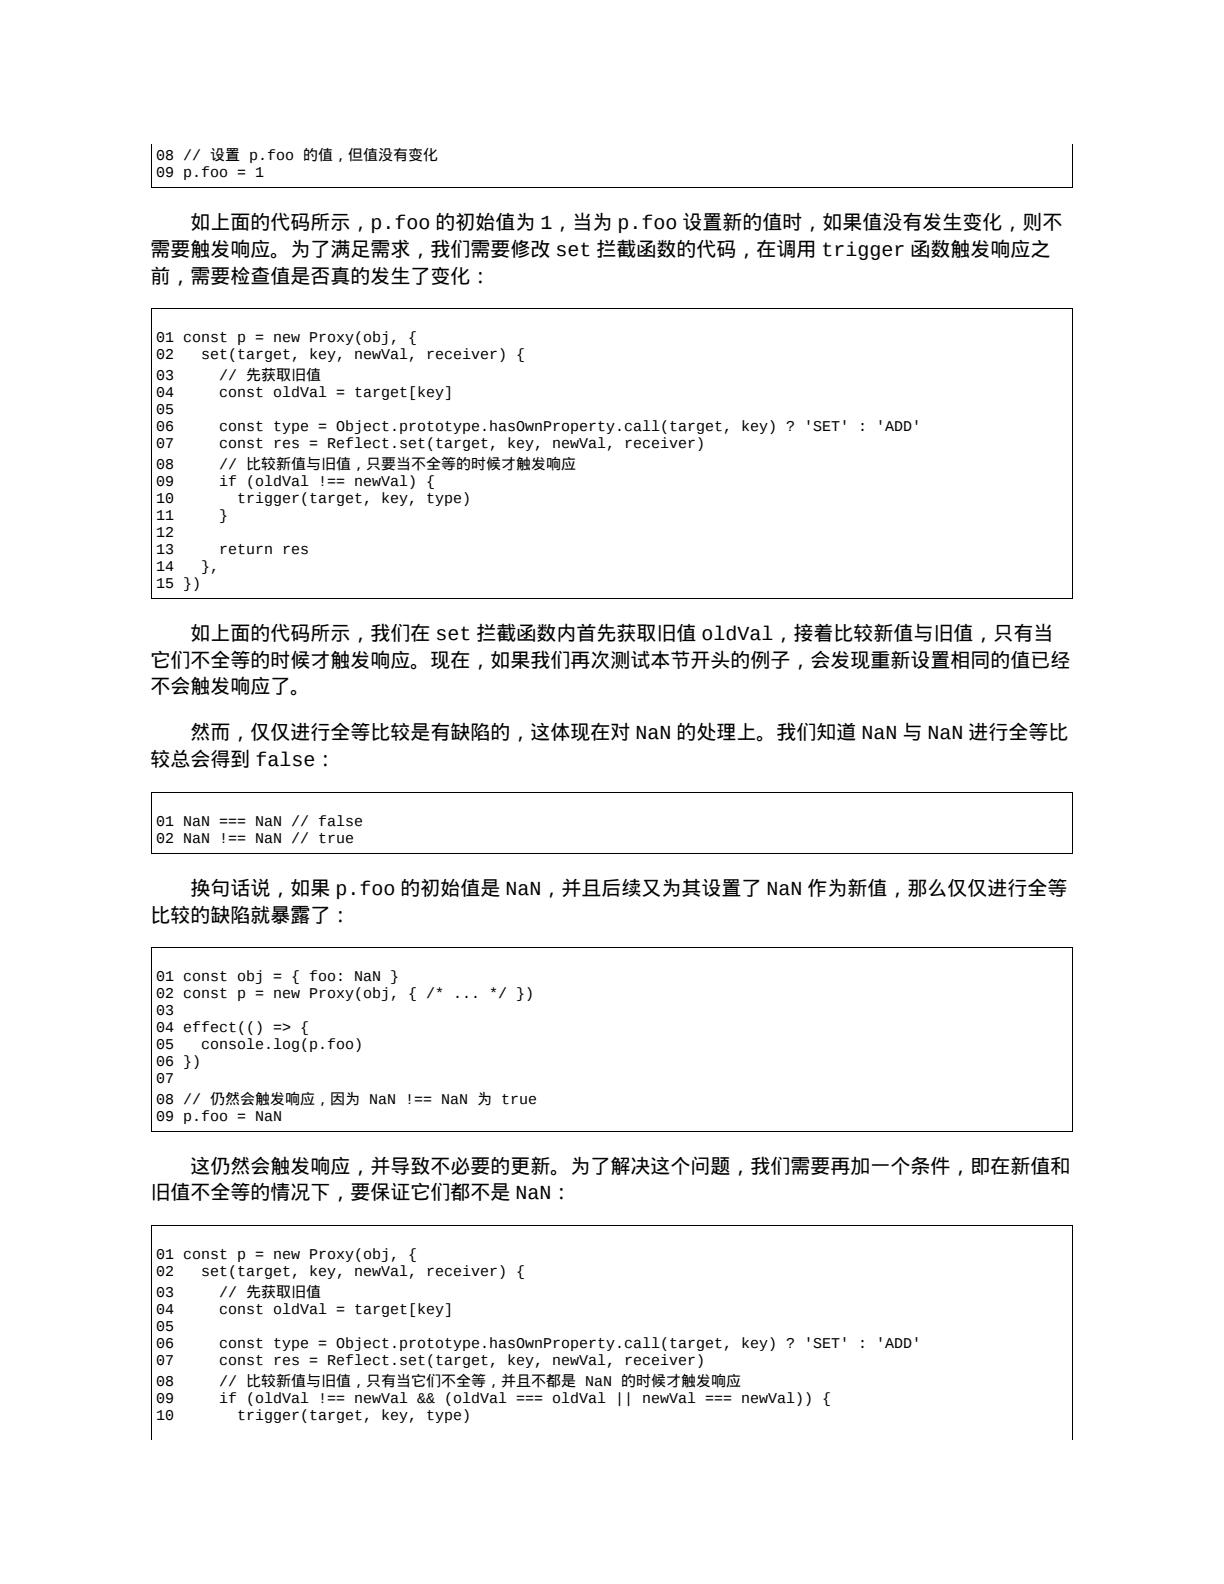 08 // 设置 p.foo 的值，但值没有变化
09 p.foo = 1
如上面的代码所示，p.foo 的初始值为 1，当为 p.foo 设置新的值时，如果值没有发生变化，则不
需要触发响应。为了满足需求，我们需要修改 set 拦截函数的代码，在调用 trigger 函数触发响应之
前，需要检查值是否真的发生了变化：
01 const p = new Proxy(obj, {
02   set(target, key, newVal, receiver) {
03     // 先获取旧值
04     const oldVal = target[key]
05
06     const type = Object.prototype.hasOwnProperty.call(target, key) ? 'SET' : 'ADD'
07     const res = Reflect.set(target, key, newVal, receiver)
08     // 比较新值与旧值，只要当不全等的时候才触发响应
09     if (oldVal !== newVal) {
10       trigger(target, key, type)
11     }
12
13     return res
14   },
15 })
如上面的代码所示，我们在 set 拦截函数内首先获取旧值 oldVal，接着比较新值与旧值，只有当
它们不全等的时候才触发响应。现在，如果我们再次测试本节开头的例子，会发现重新设置相同的值已经
不会触发响应了。
然而，仅仅进行全等比较是有缺陷的，这体现在对 NaN 的处理上。我们知道 NaN 与 NaN 进行全等比
较总会得到 false：
01 NaN === NaN // false
02 NaN !== NaN // true
换句话说，如果 p.foo 的初始值是 NaN，并且后续又为其设置了 NaN 作为新值，那么仅仅进行全等
比较的缺陷就暴露了：
01 const obj = { foo: NaN }
02 const p = new Proxy(obj, { /* ... */ })
03
04 effect(() => {
05   console.log(p.foo)
06 })
07
08 // 仍然会触发响应，因为 NaN !== NaN 为 true
09 p.foo = NaN
这仍然会触发响应，并导致不必要的更新。为了解决这个问题，我们需要再加一个条件，即在新值和
旧值不全等的情况下，要保证它们都不是 NaN：
01 const p = new Proxy(obj, {
02   set(target, key, newVal, receiver) {
03     // 先获取旧值
04     const oldVal = target[key]
05
06     const type = Object.prototype.hasOwnProperty.call(target, key) ? 'SET' : 'ADD'
07     const res = Reflect.set(target, key, newVal, receiver)
08     // 比较新值与旧值，只有当它们不全等，并且不都是 NaN 的时候才触发响应
09     if (oldVal !== newVal && (oldVal === oldVal || newVal === newVal)) {
10       trigger(target, key, type)